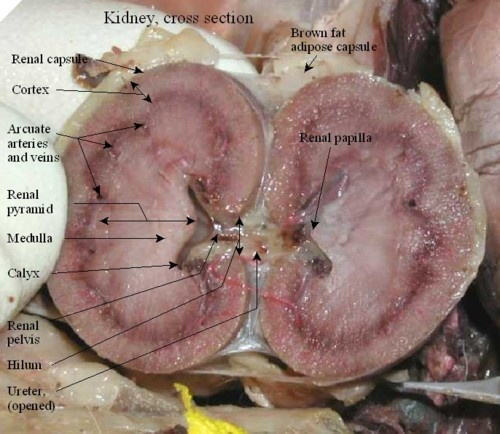 Kidney, cross section
Brown fat
adipose capsule
Renal capsule
Cortex
Arcuate
arteries
and veins
Renal papilla
Renal
pyramid
Medulla
Calyx
Renal
pelvis
Hilum
Ureter,
(opened)